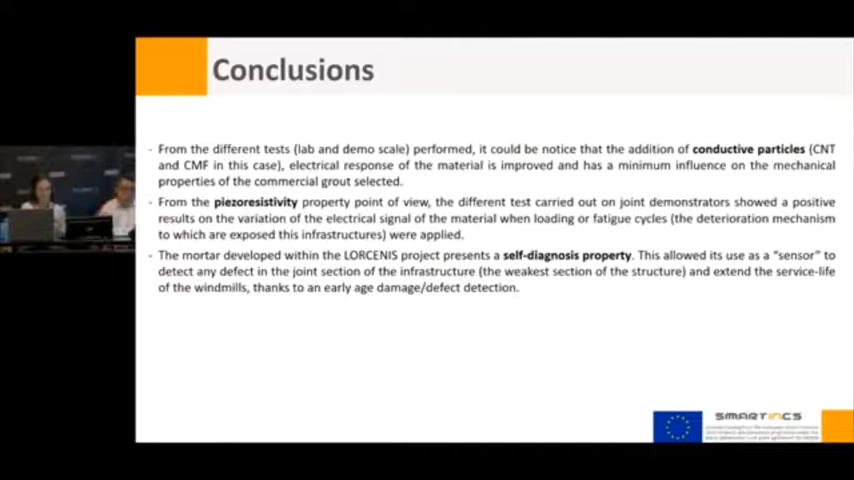 Conclusions
- From the different tests (lab and demo scale) performed, it could be notice that the addition of conductive particles (CNT
and CMF in this case), electrical response of the material is improved and has a minimum influence on the mechanical
properties of the commercial grout selected.
- From the piezoresistivity property point of view, the different test carried out on joint demonstrators showed a positive
results on the variation of the electrical signal of the material when loading or fatigue cycles (the deterioration mechanism
to which are exposed this infrastructures) were applied.
- The mortar developed within the LORCENIS project presents a self-diagnosis property. This allowed its use as a “sensor” to
detect any defect in the joint section of the infrastructure (the weakest section of the structure) and extend the service-life
of the windmills, thanks to an early age damage/defect detection.
SMARTINCS